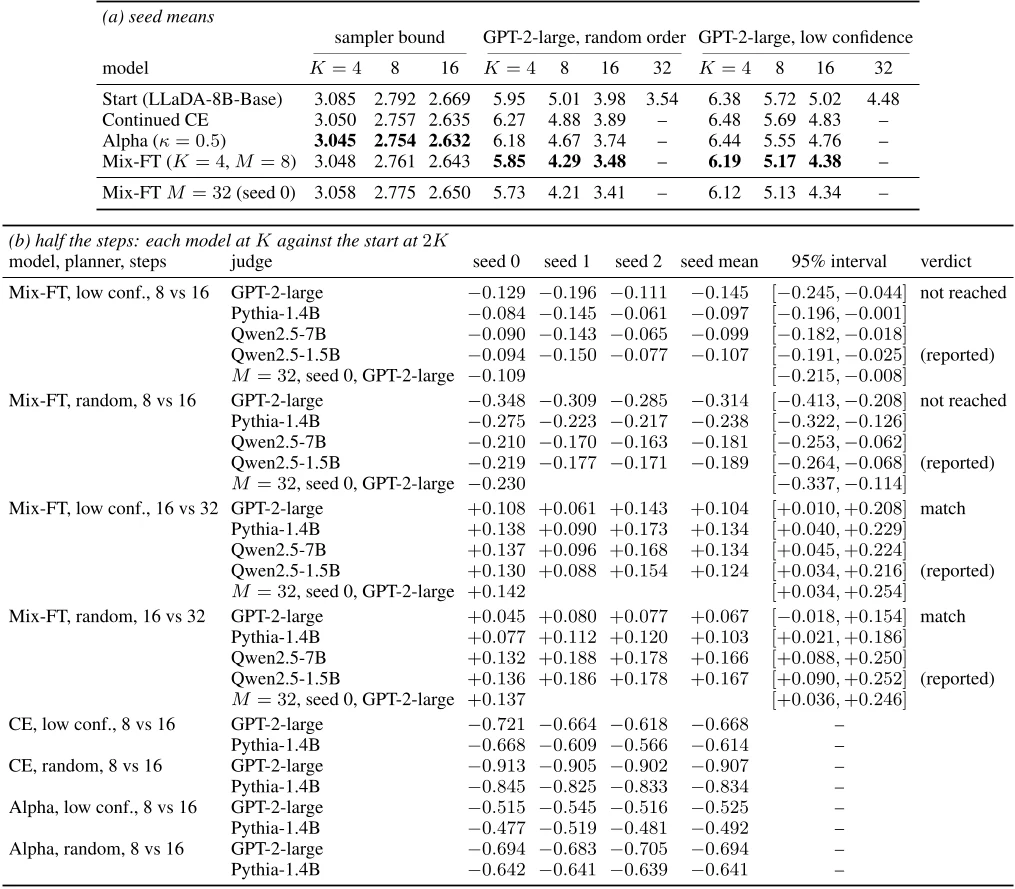 (a) seed means
sampler bound GPT-2-large, random order GPT-2-large, low confidence
model K = 4 8 16 K = 4 8 16 32 K = 4 8 16 32
Start (LLaDA-8B-Base) 3.085 2.792 2.669 5.95 5.01 3.98 3.54 6.38 5.72 5.02 4.48
Continued CE 3.050 2.757 2.635 6.27 4.88 3.89 – 6.48 5.69 4.83 –
Alpha (κ = 0.5) 3.045 2.754 2.632 6.18 4.67 3.74 – 6.44 5.55 4.76 –
Mix-FT (K = 4, M = 8) 3.048 2.761 2.643 5.85 4.29 3.48 – 6.19 5.17 4.38 –
Mix-FT M = 32 (seed 0) 3.058 2.775 2.650 5.73 4.21 3.41 – 6.12 5.13 4.34 –
(b) half the steps: each model at K against the start at 2K
model, planner, steps judge seed 0 seed 1 seed 2 seed mean 95% interval verdict
Mix-FT, low conf., 8 vs 16 GPT-2-large −0.129 −0.196 −0.111 −0.145 [−0.245, −0.044] not reached
Pythia-1.4B −0.084 −0.145 −0.061 −0.097 [−0.196, −0.001]
Qwen2.5-7B −0.090 −0.143 −0.065 −0.099 [−0.182, −0.018]
Qwen2.5-1.5B −0.094 −0.150 −0.077 −0.107 [−0.191, −0.025] (reported)
M = 32, seed 0, GPT-2-large −0.109 [−0.215, −0.008]
Mix-FT, random, 8 vs 16 GPT-2-large −0.348 −0.309 −0.285 −0.314 [−0.413, −0.208] not reached
Pythia-1.4B −0.275 −0.223 −0.217 −0.238 [−0.322, −0.126]
Qwen2.5-7B −0.210 −0.170 −0.163 −0.181 [−0.253, −0.062]
Qwen2.5-1.5B −0.219 −0.177 −0.171 −0.189 [−0.264, −0.068] (reported)
M = 32, seed 0, GPT-2-large −0.230 [−0.337, −0.114]
Mix-FT, low conf., 16 vs 32 GPT-2-large +0.108 +0.061 +0.143 +0.104 [+0.010, +0.208] match
Pythia-1.4B +0.138 +0.090 +0.173 +0.134 [+0.040, +0.229]
Qwen2.5-7B +0.137 +0.096 +0.168 +0.134 [+0.045, +0.224]
Qwen2.5-1.5B +0.130 +0.088 +0.154 +0.124 [+0.034, +0.216] (reported)
M = 32, seed 0, GPT-2-large +0.142 [+0.034, +0.254]
Mix-FT, random, 16 vs 32 GPT-2-large +0.045 +0.080 +0.077 +0.067 [−0.018, +0.154] match
Pythia-1.4B +0.077 +0.112 +0.120 +0.103 [+0.021, +0.186]
Qwen2.5-7B +0.132 +0.188 +0.178 +0.166 [+0.088, +0.250]
Qwen2.5-1.5B +0.136 +0.186 +0.178 +0.167 [+0.090, +0.252] (reported)
M = 32, seed 0, GPT-2-large +0.137 [+0.036, +0.246]
CE, low conf., 8 vs 16 GPT-2-large −0.721 −0.664 −0.618 −0.668 –
Pythia-1.4B −0.668 −0.609 −0.566 −0.614 –
CE, random, 8 vs 16 GPT-2-large −0.913 −0.905 −0.902 −0.907 –
Pythia-1.4B −0.845 −0.825 −0.833 −0.834 –
Alpha, low conf., 8 vs 16 GPT-2-large −0.515 −0.545 −0.516 −0.525 –
Pythia-1.4B −0.477 −0.519 −0.481 −0.492 –
Alpha, random, 8 vs 16 GPT-2-large −0.694 −0.683 −0.705 −0.694 –
Pythia-1.4B −0.642 −0.641 −0.639 −0.641 –